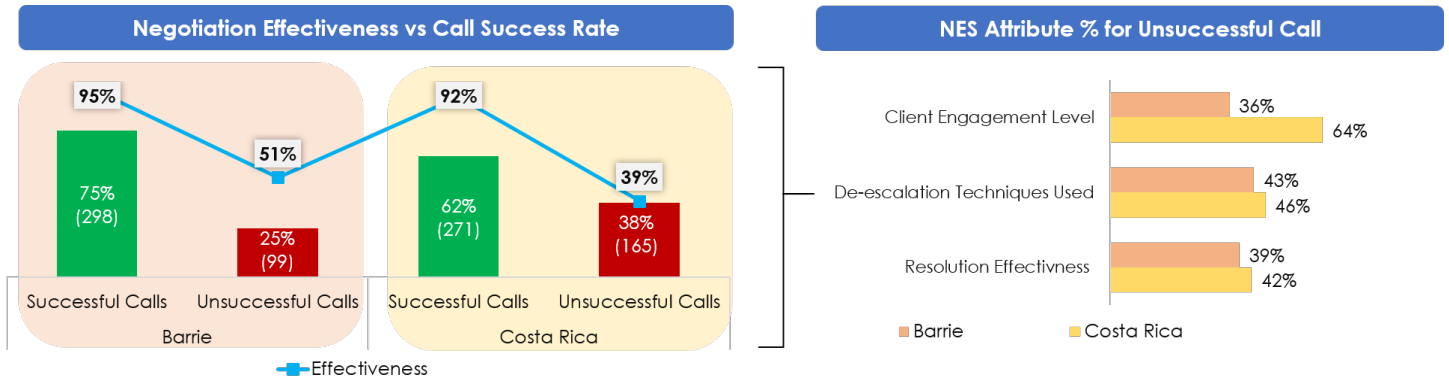 Negotiation Effectiveness vs Call Success Rate
95%
51%
92%
39%
75%
(298)
25%
(99)
62%
(271)
38%
(165)
Successful Calls
Unsuccessful Calls
Successful Calls
Unsuccessful Calls
Barrie
Costa Rica
Effectiveness
NES Attribute % for Unsuccessful Call
Client Engagement Level
36%
64%
De-escalation Techniques Used
43%
46%
Resolution Effectivness
39%
42%
Barrie
Costa Rica